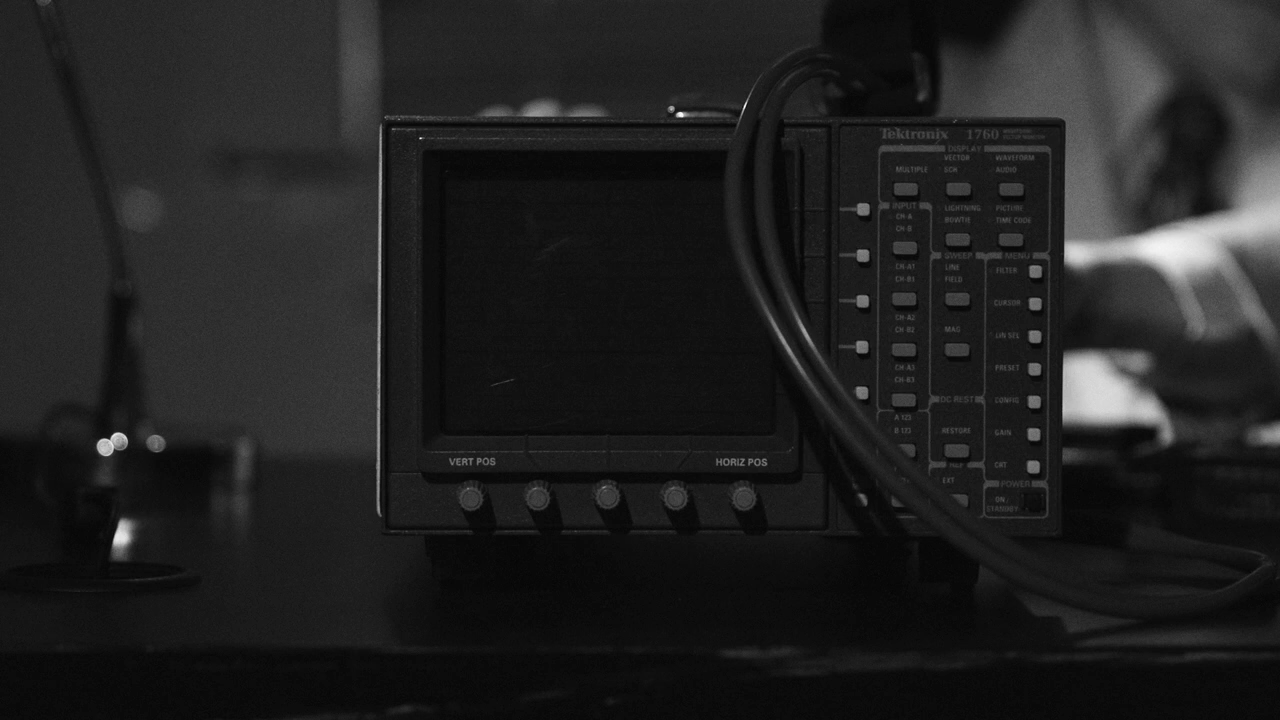 Tektronix 1760
DISPLAY
VECTOR WAVEFORM
MULTIPLE SCH AUDIO
INPUT LIGHTNING PICTURE
CH-A BOWTIE TIME CODE
CH-B
SWEEP MENU
CH-A1 LINE FILTER
CH-B1 FIELD
CURSOR
CH-A2
CH-B2 MAG LIN SEL
CH-A3 PRESET
CH-B3
DC REST CONFIG
A 123
B 123 RESTORE GAIN
VERT POS HORIZ POS
CRT
EXT POWER
ON
STANDBY